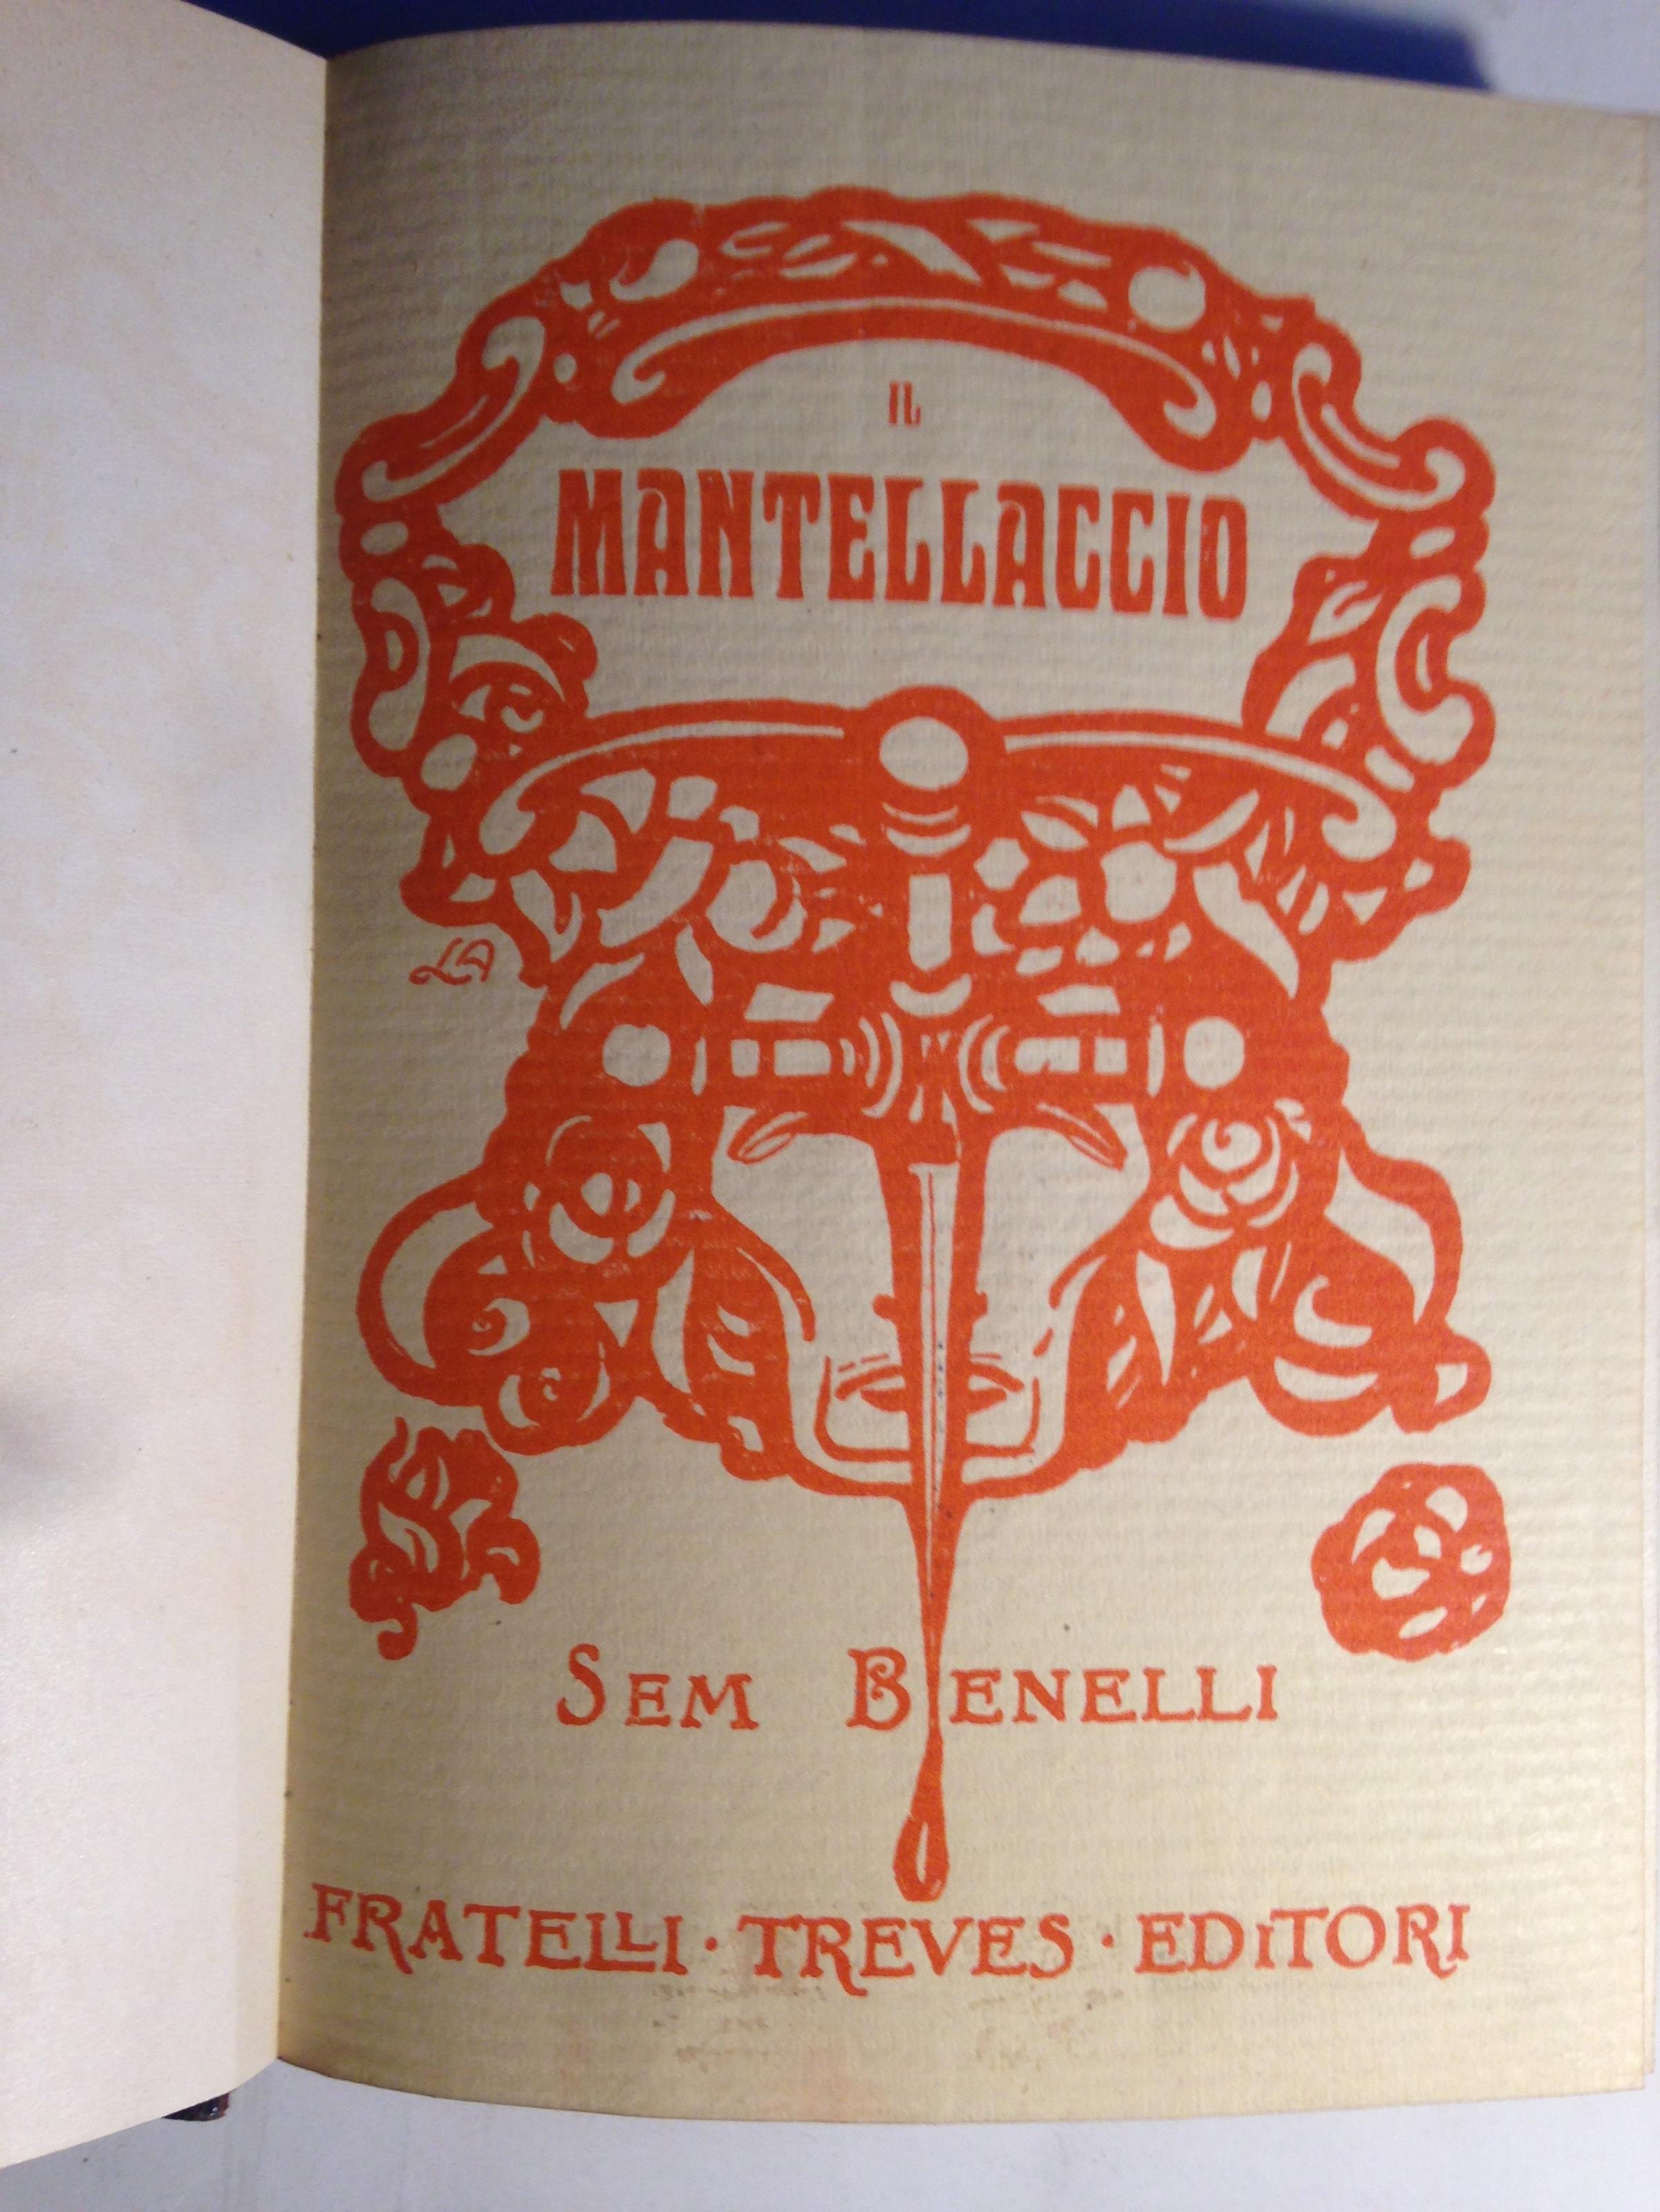 IL
MANTELLACCIO
LA
SEM BENELLI
FRATELLI · TREVES · EDiTORI